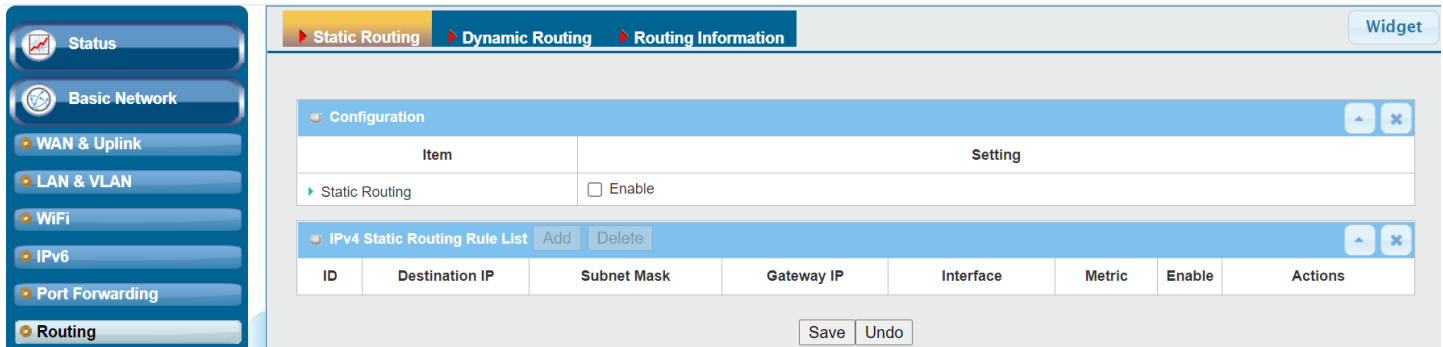 Status
Basic Network
WAN & Uplink
LAN & VLAN
WiFi
IPv6
Port Forwarding
Routing
Static Routing Dynamic Routing Routing Information
Widget
Configuration
Item Setting
Static Routing Enable
IPv4 Static Routing Rule List Add Delete
ID Destination IP Subnet Mask Gateway IP Interface Metric Enable Actions
Save Undo